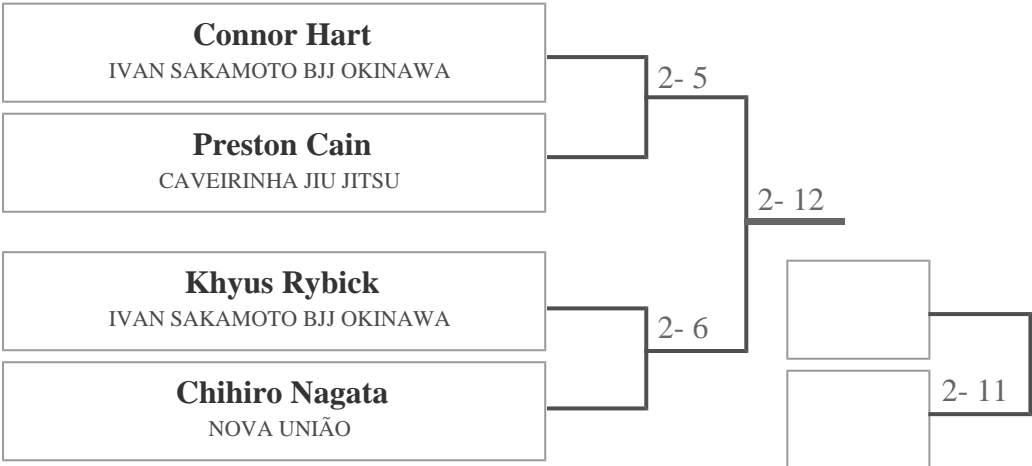 Connor Hart
IVAN SAKAMOTO BJJ OKINAWA
2- 5
Preston Cain
CAVEIRINHA JIU JITSU
2- 12
Khyus Rybick
IVAN SAKAMOTO BJJ OKINAWA
2- 6
Chihiro Nagata
NOVA UNIÃO
2- 11